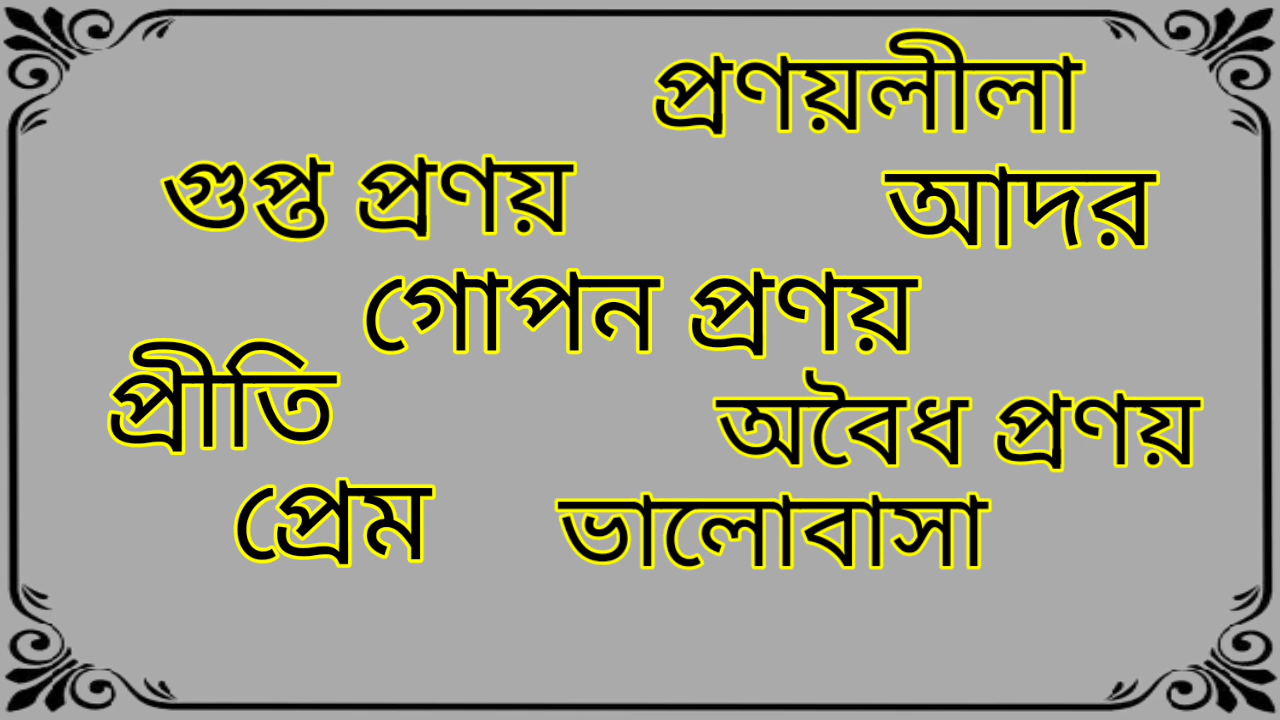 প্রণয়লীলা
গুপ্ত প্রণয়
আদর
গোপন প্রণয়
প্রীতি
অবৈধ প্রণয়
প্রেম
ভালোবাসা